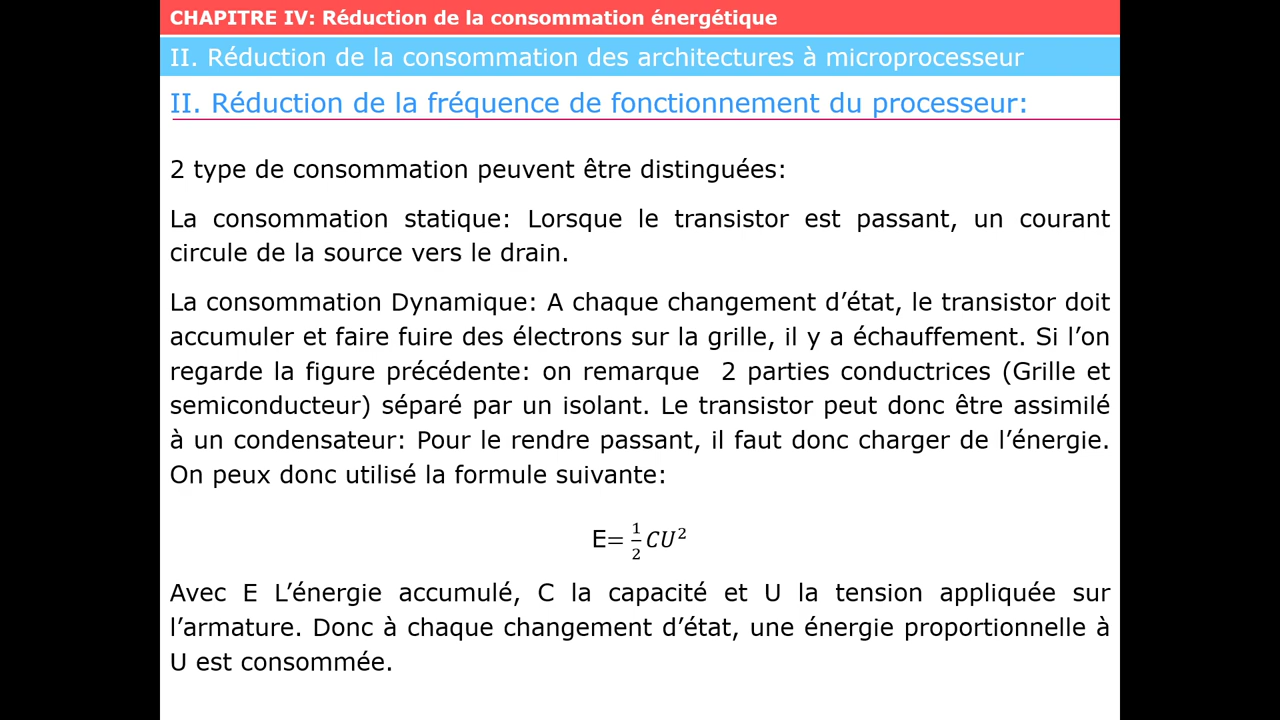 CHAPITRE IV: Réduction de la consommation énergétique
II. Réduction de la consommation des architectures à microprocesseur
II. Réduction de la fréquence de fonctionnement du processeur:
2 type de consommation peuvent être distinguées:
La consommation statique: Lorsque le transistor est passant, un courant
circule de la source vers le drain.
La consommation Dynamique: A chaque changement d’état, le transistor doit
accumuler et faire fuire des électrons sur la grille, il y a échauffement. Si l’on
regarde la figure précédente: on remarque 2 parties conductrices (Grille et
semiconducteur) séparé par un isolant. Le transistor peut donc être assimilé
à un condensateur: Pour le rendre passant, il faut donc charger de l’énergie.
On peux donc utilisé la formule suivante:
E= 1/2 CU²
Avec E L’énergie accumulé, C la capacité et U la tension appliquée sur
l’armature. Donc à chaque changement d’état, une énergie proportionnelle à
U est consommée.